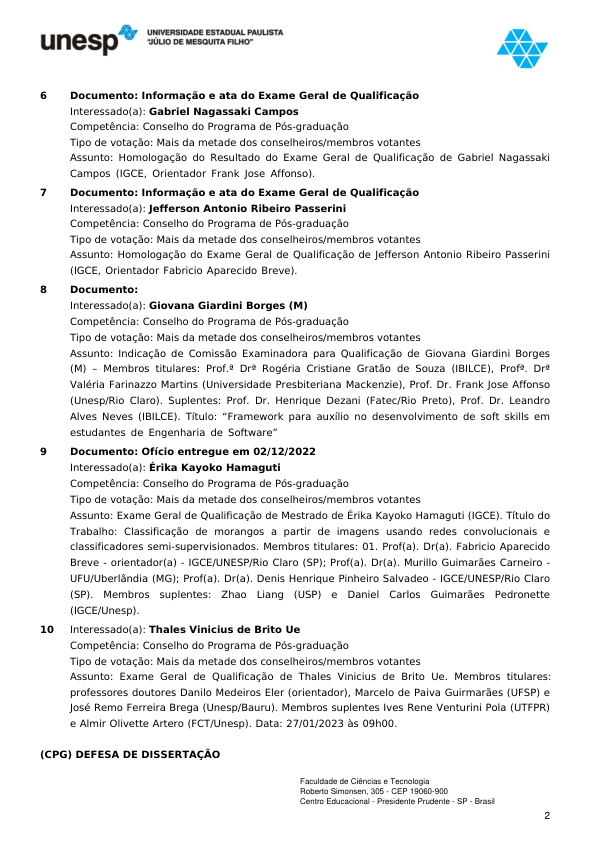 unesp
UNIVERSIDADE ESTADUAL PAULISTA
“JÚLIO DE MESQUITA FILHO”
6 Documento: Informação e ata do Exame Geral de Qualificação
Interessado(a): Gabriel Nagassaki Campos
Competência: Conselho do Programa de Pós-graduação
Tipo de votação: Mais da metade dos conselheiros/membros votantes
Assunto: Homologação do Resultado do Exame Geral de Qualificação de Gabriel Nagassaki
Campos (IGCE, Orientador Frank Jose Affonso).
7 Documento: Informação e ata do Exame Geral de Qualificação
Interessado(a): Jefferson Antonio Ribeiro Passerini
Competência: Conselho do Programa de Pós-graduação
Tipo de votação: Mais da metade dos conselheiros/membros votantes
Assunto: Homologação do Exame Geral de Qualificação de Jefferson Antonio Ribeiro Passerini
(IGCE, Orientador Fabricio Aparecido Breve).
8 Documento:
Interessado(a): Giovana Giardini Borges (M)
Competência: Conselho do Programa de Pós-graduação
Tipo de votação: Mais da metade dos conselheiros/membros votantes
Assunto: Indicação de Comissão Examinadora para Qualificação de Giovana Giardini Borges
(M) – Membros titulares: Prof.ª Drª Rogéria Cristiane Gratão de Souza (IBILCE), Profª. Drª
Valéria Farinazzo Martins (Universidade Presbiteriana Mackenzie), Prof. Dr. Frank Jose Affonso
(Unesp/Rio Claro). Suplentes: Prof. Dr. Henrique Dezani (Fatec/Rio Preto), Prof. Dr. Leandro
Alves Neves (IBILCE). Título: “Framework para auxílio no desenvolvimento de soft skills em
estudantes de Engenharia de Software”
9 Documento: Ofício entregue em 02/12/2022
Interessado(a): Érika Kayoko Hamaguti
Competência: Conselho do Programa de Pós-graduação
Tipo de votação: Mais da metade dos conselheiros/membros votantes
Assunto: Exame Geral de Qualificação de Mestrado de Érika Kayoko Hamaguti (IGCE). Título do
Trabalho: Classificação de morangos a partir de imagens usando redes convolucionais e
classificadores semi-supervisionados. Membros titulares: 01. Prof(a). Dr(a). Fabricio Aparecido
Breve - orientador(a) - IGCE/UNESP/Rio Claro (SP); Prof(a). Dr(a). Murillo Guimarães Carneiro -
UFU/Uberlândia (MG); Prof(a). Dr(a). Denis Henrique Pinheiro Salvadeo - IGCE/UNESP/Rio Claro
(SP). Membros suplentes: Zhao Liang (USP) e Daniel Carlos Guimarães Pedronette
(IGCE/Unesp).
10 Interessado(a): Thales Vinicius de Brito Ue
Competência: Conselho do Programa de Pós-graduação
Tipo de votação: Mais da metade dos conselheiros/membros votantes
Assunto: Exame Geral de Qualificação de Thales Vinicius de Brito Ue. Membros titulares:
professores doutores Danilo Medeiros Eler (orientador), Marcelo de Paiva Guirmarães (UFSP) e
José Remo Ferreira Brega (Unesp/Bauru). Membros suplentes Ives Rene Venturini Pola (UTFPR)
e Almir Olivette Artero (FCT/Unesp). Data: 27/01/2023 às 09h00.
(CPG) DEFESA DE DISSERTAÇÃO
Faculdade de Ciências e Tecnologia
Roberto Simonsen, 305 - CEP 19060-900
Centro Educacional - Presidente Prudente - SP - Brasil
2